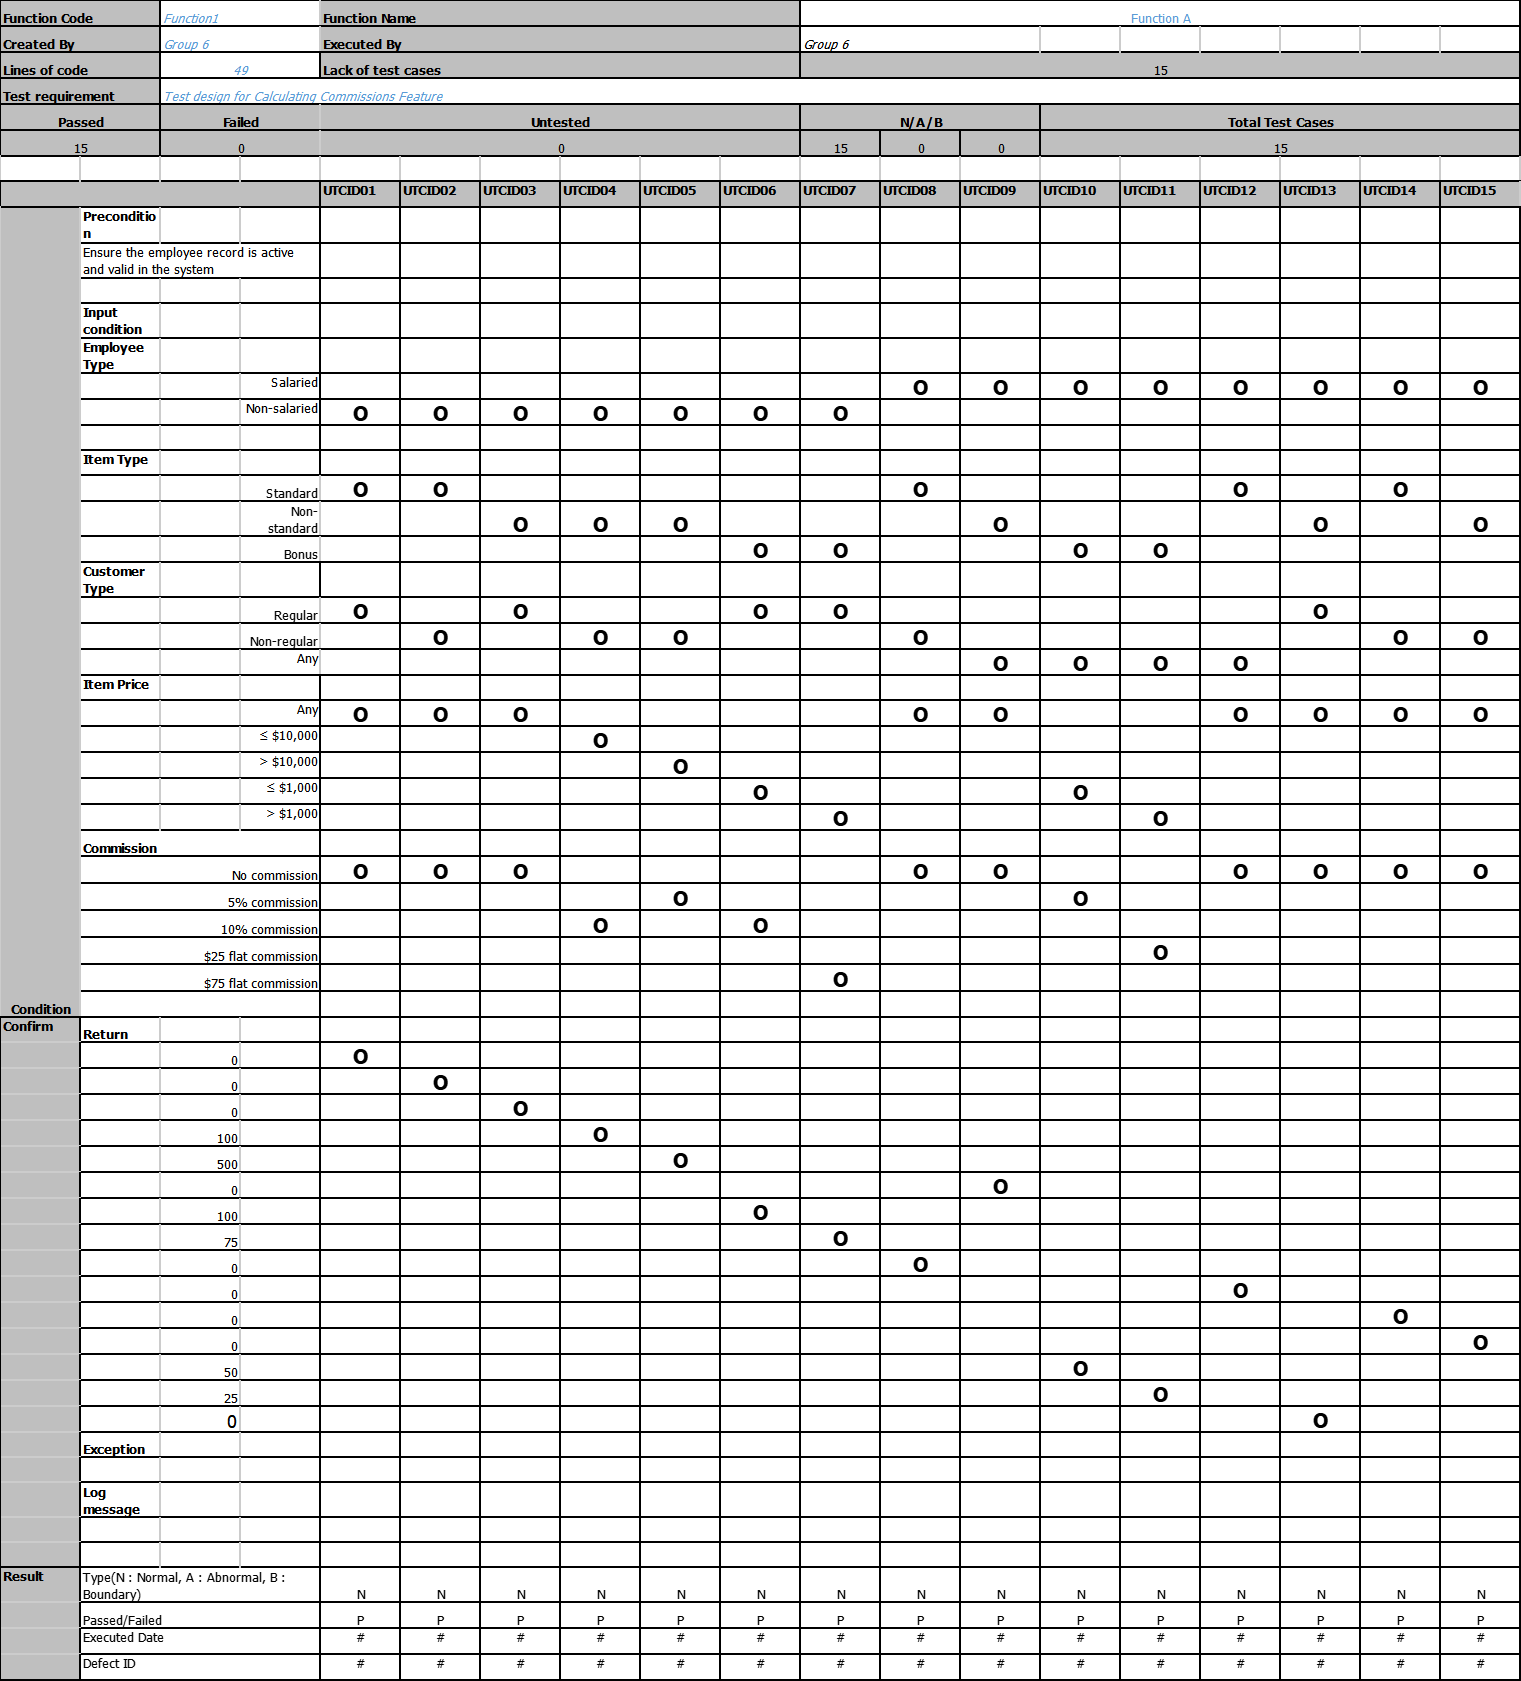 Function Code Function1 Function Name Function A
Created By Group 6 Executed By Group 6
Lines of code 49 Lack of test cases 15
Test requirement Test design for Calculating Commissions Feature
Passed Failed Untested N/A/B Total Test Cases
15 0 0 15 0 0 15
UTCID01 UTCID02 UTCID03 UTCID04 UTCID05 UTCID06 UTCID07 UTCID08 UTCID09 UTCID10 UTCID11 UTCID12 UTCID13 UTCID14 UTCID15
Preconditio
n
Ensure the employee record is active
and valid in the system
Input
condition
Employee
Type
Salaried O O O O O O O O
Non-salaried O O O O O O O
Item Type
Standard O O O O O
Non-
standard O O O O O O
Bonus O O O O
Customer
Type
Regular O O O O O
Non-regular O O O O O O
Any O O O O
Item Price
Any O O O O O O O O O
≤ $10,000 O
> $10,000 O
≤ $1,000 O O
> $1,000 O O
Commission
No commission O O O O O O O O O
5% commission O O
10% commission O O
$25 flat commission O
$75 flat commission O
Condition
Confirm
Return
0 O
0 O
0 O
100 O
500 O
0 O
100 O
75 O
0 O
0 O
0 O
0 O
50 O
25 O
0 O
Exception
Log
message
Result Type(N : Normal, A : Abnormal, B :
Boundary) N N N N N N N N N N N N N N N
Passed/Failed P P P P P P P P P P P P P P P
Executed Date # # # # # # # # # # # # # # #
Defect ID # # # # # # # # # # # # # # #